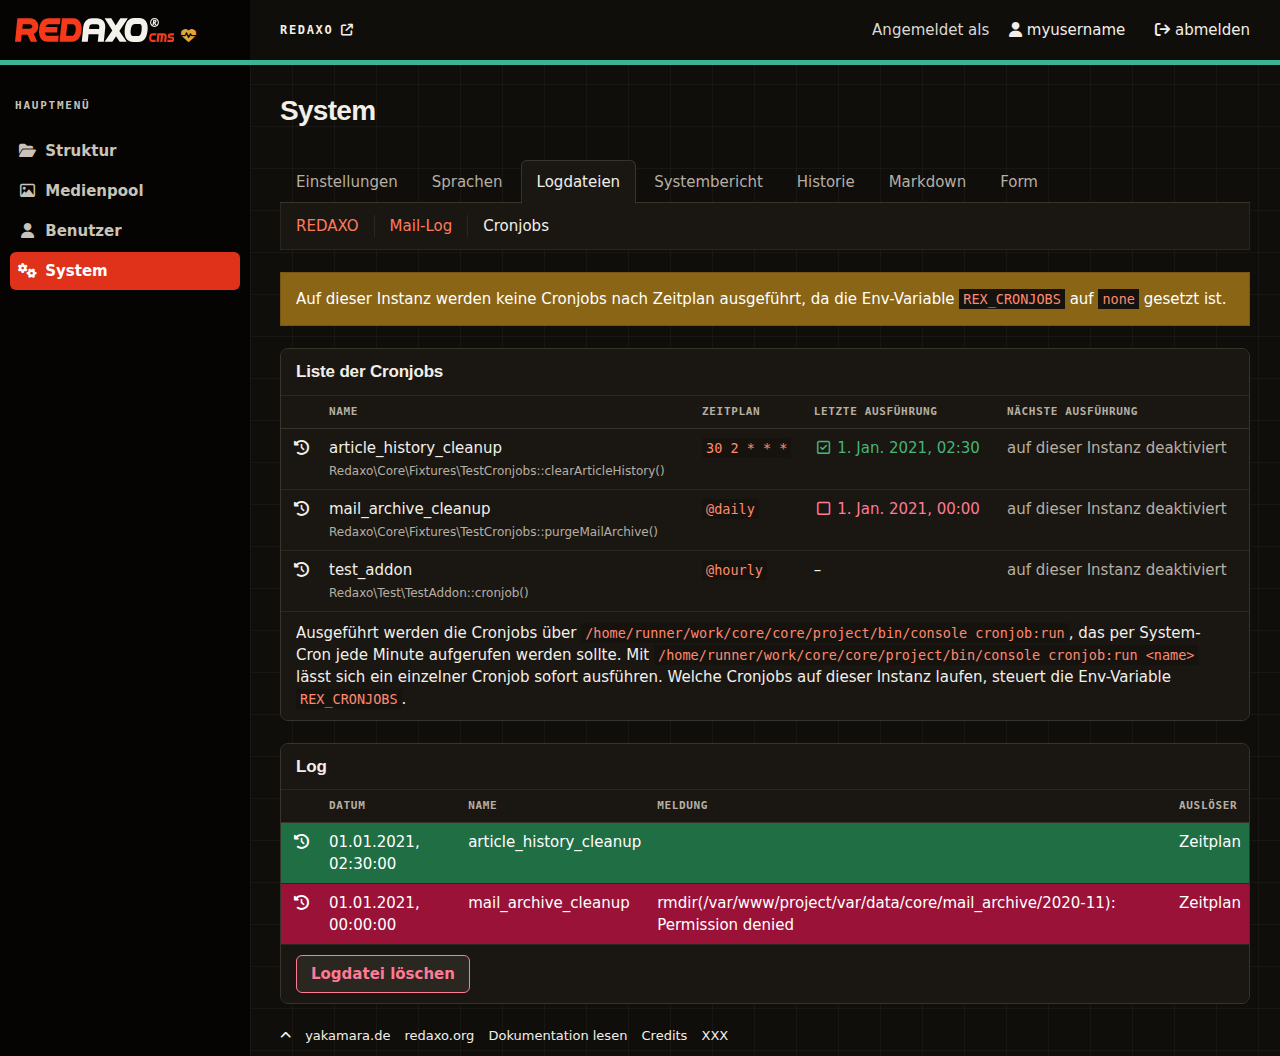 REDAXO® cms
REDAXO
Angemeldet als myusername abmelden
HAUPTMENÜ
Struktur
Medienpool
Benutzer
System
System
Einstellungen Sprachen Logdateien Systembericht Historie Markdown Form
REDAXO Mail-Log Cronjobs
Auf dieser Instanz werden keine Cronjobs nach Zeitplan ausgeführt, da die Env-Variable REX_CRONJOBS auf none gesetzt ist.
Liste der Cronjobs
NAME ZEITPLAN LETZTE AUSFÜHRUNG NÄCHSTE AUSFÜHRUNG
article_history_cleanup 30 2 * * * 1. Jan. 2021, 02:30 auf dieser Instanz deaktiviert
Redaxo\Core\Fixtures\TestCronjobs::clearArticleHistory()
mail_archive_cleanup @daily 1. Jan. 2021, 00:00 auf dieser Instanz deaktiviert
Redaxo\Core\Fixtures\TestCronjobs::purgeMailArchive()
test_addon @hourly – auf dieser Instanz deaktiviert
Redaxo\Test\TestAddon::cronjob()
Ausgeführt werden die Cronjobs über /home/runner/work/core/core/project/bin/console cronjob:run, das per System-
Cron jede Minute aufgerufen werden sollte. Mit /home/runner/work/core/core/project/bin/console cronjob:run <name>
lässt sich ein einzelner Cronjob sofort ausführen. Welche Cronjobs auf dieser Instanz laufen, steuert die Env-Variable
REX_CRONJOBS.
Log
DATUM NAME MELDUNG AUSLÖSER
01.01.2021, article_history_cleanup Zeitplan
02:30:00
01.01.2021, mail_archive_cleanup rmdir(/var/www/project/var/data/core/mail_archive/2020-11): Zeitplan
00:00:00 Permission denied
Logdatei löschen
yakamara.de redaxo.org Dokumentation lesen Credits XXX